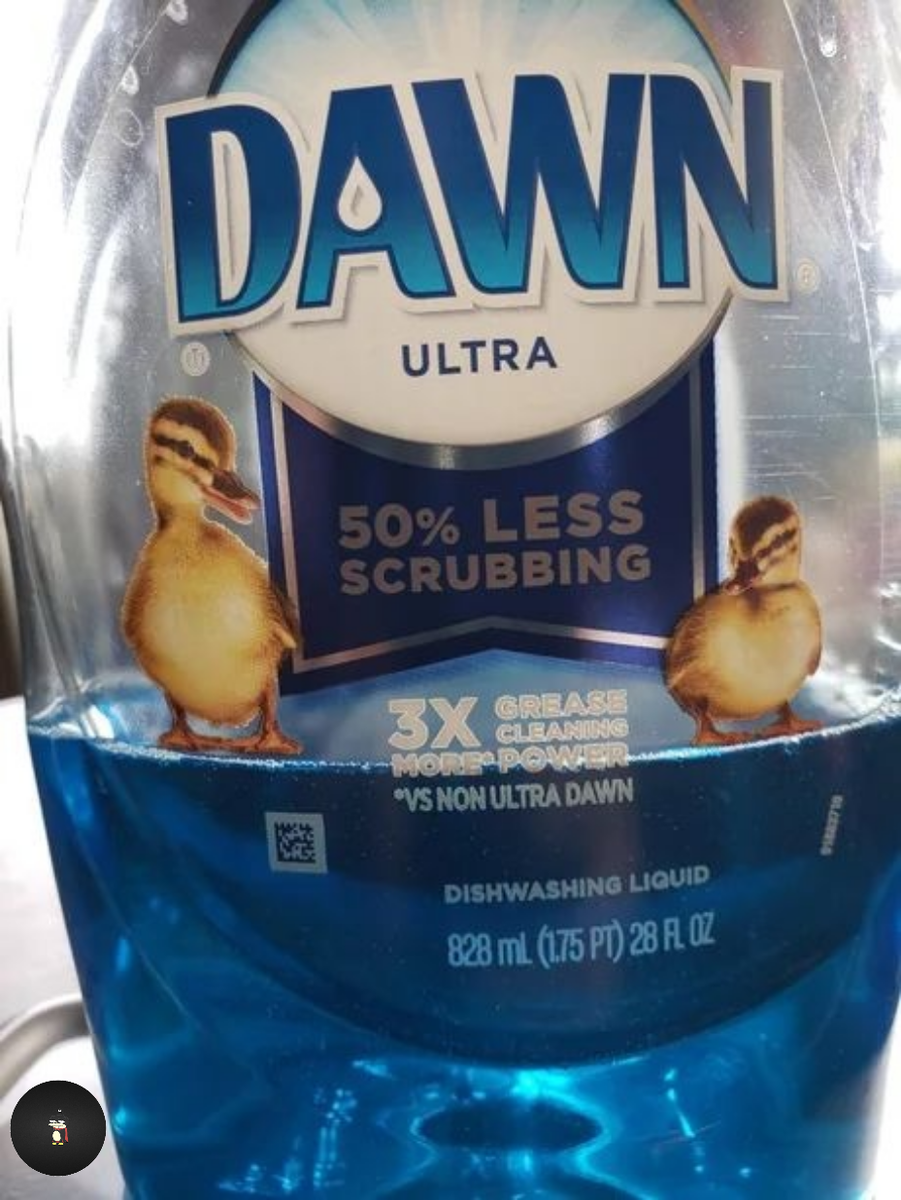 DAWN
ULTRA
50% LESS
SCRUBBING
3X GREASE
CLEANING
MORE* POWER
*VS NON ULTRA DAWN
DISHWASHING LIQUID
828 mL (1.75 PT) 28 FL OZ